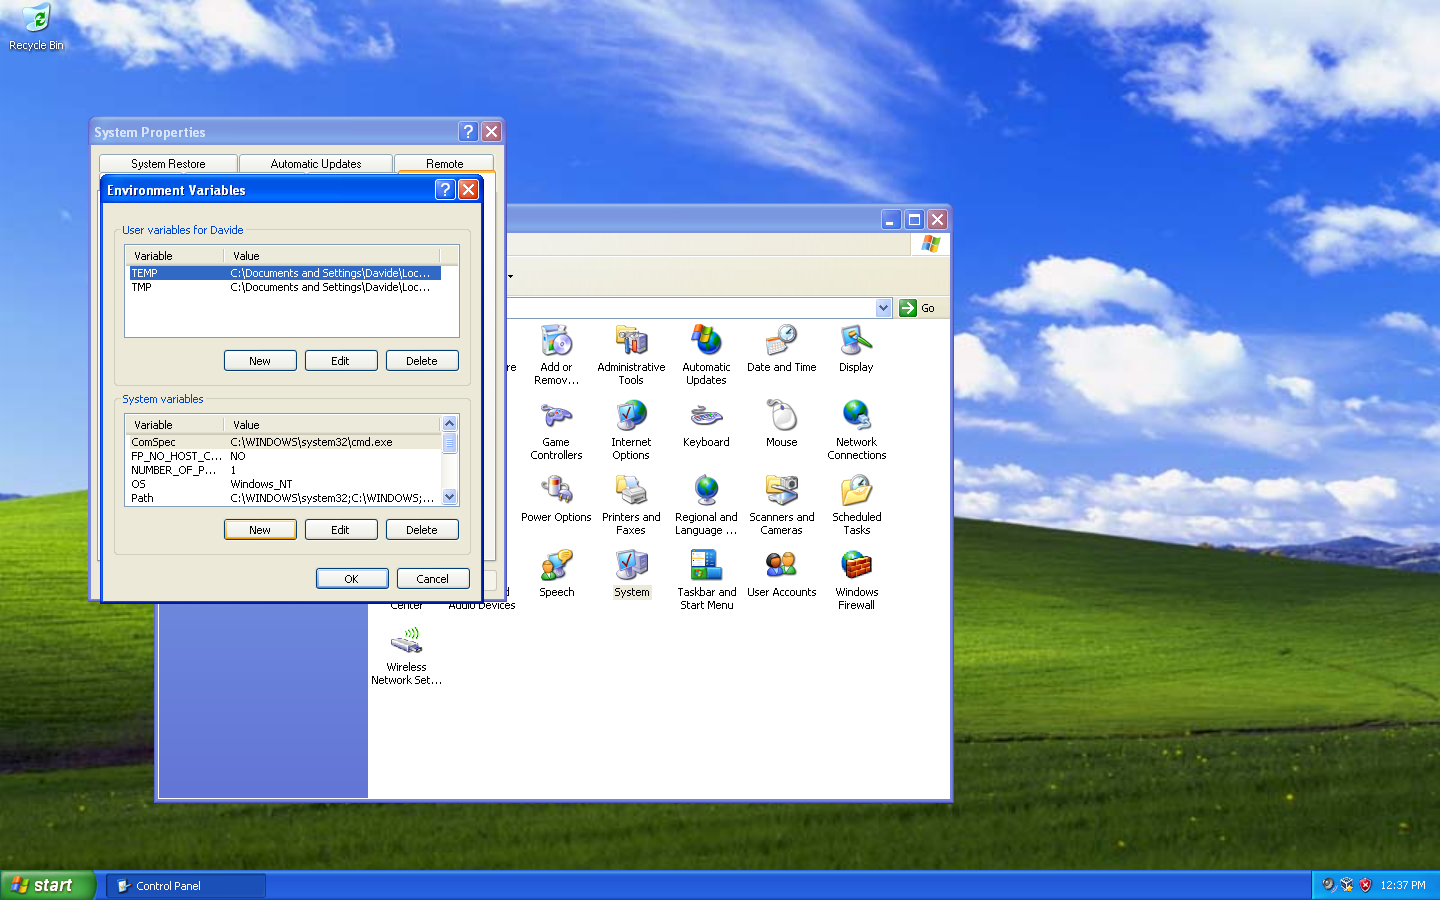 Recycle Bin
System Properties
System Restore
Automatic Updates
Remote
Environment Variables
User variables for Davide
Variable Value
TEMP C:\Documents and Settings\Davide\Loc...
TMP C:\Documents and Settings\Davide\Loc...
New Edit Delete
System variables
Variable Value
ComSpec C:\WINDOWS\system32\cmd.exe
FP_NO_HOST_C... NO
NUMBER_OF_P... 1
OS Windows_NT
Path C:\WINDOWS\system32;C:\WINDOWS;...
New Edit Delete
OK Cancel
Go
re
Add or
Remov...
Administrative
Tools
Automatic
Updates
Date and Time
Display
Game
Controllers
Internet
Options
Keyboard
Mouse
Network
Connections
Power Options
Printers and
Faxes
Regional and
Language ...
Scanners and
Cameras
Scheduled
Tasks
Center
Audio Devices
Speech
System
Taskbar and
Start Menu
User Accounts
Windows
Firewall
Wireless
Network Set...
start
Control Panel
12:37 PM